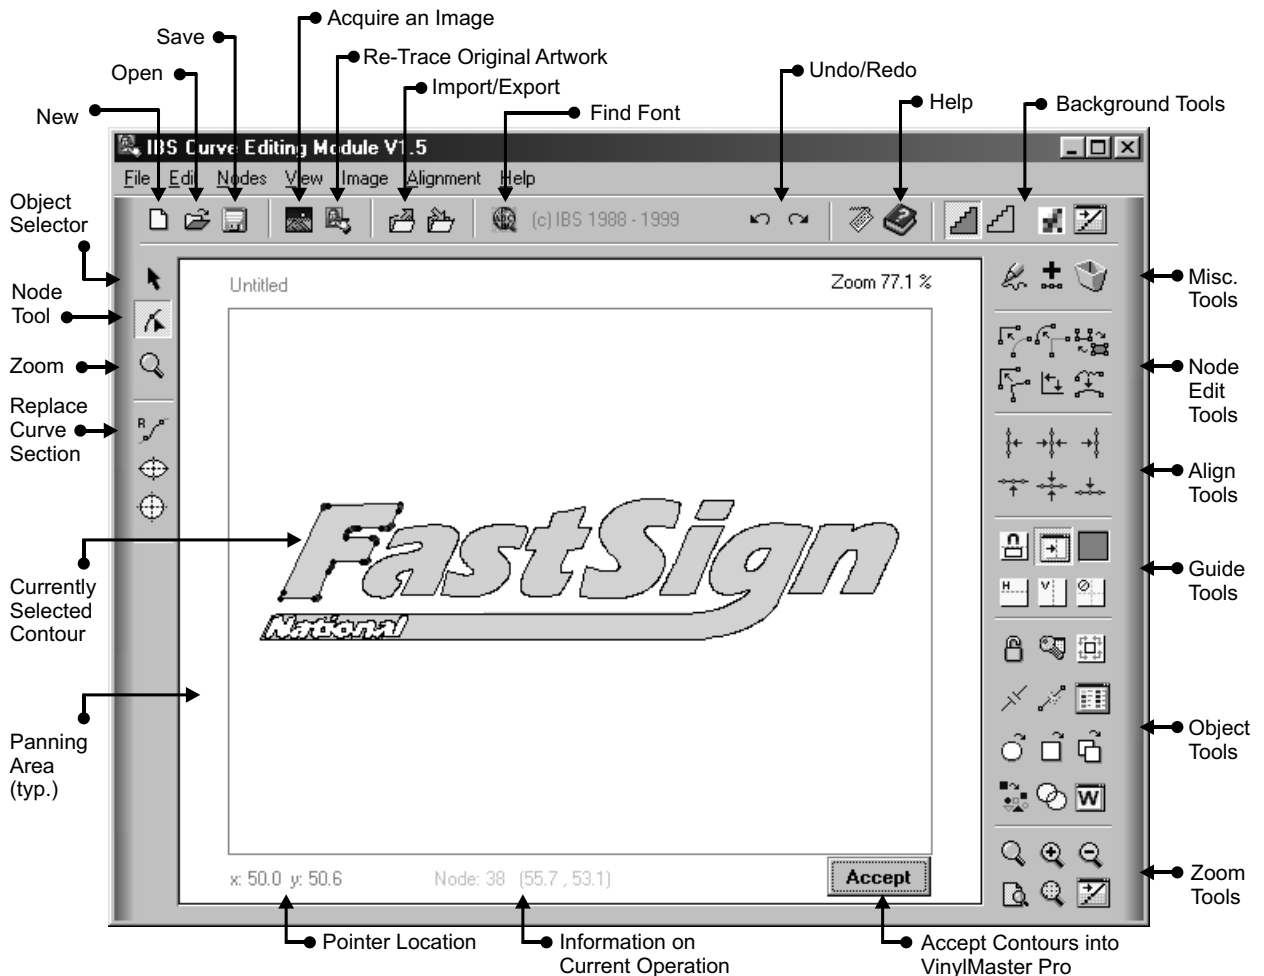 Acquire an Image
Save
Re-Trace Original Artwork
Open
Undo/Redo
Import/Export
Help
Background Tools
New
Find Font
IBS Curve Editing Module V1.5
File Edit Nodes View Image Alignment Help
Object
Selector
(c) IBS 1988 - 1999
Untitled
Zoom 77.1 %
Misc.
Tools
Node
Tool
Zoom
Node
Edit
Tools
Replace
Curve
Section
R
Align
Tools
FastSign
National
Currently
Selected
Contour
Guide
Tools
H
V
Panning
Area
(typ.)
Object
Tools
W
x: 50.0 y: 50.6
Node: 38 (55.7 , 53.1)
Accept
Zoom
Tools
Pointer Location
Information on
Current Operation
Accept Contours into
VinylMaster Pro